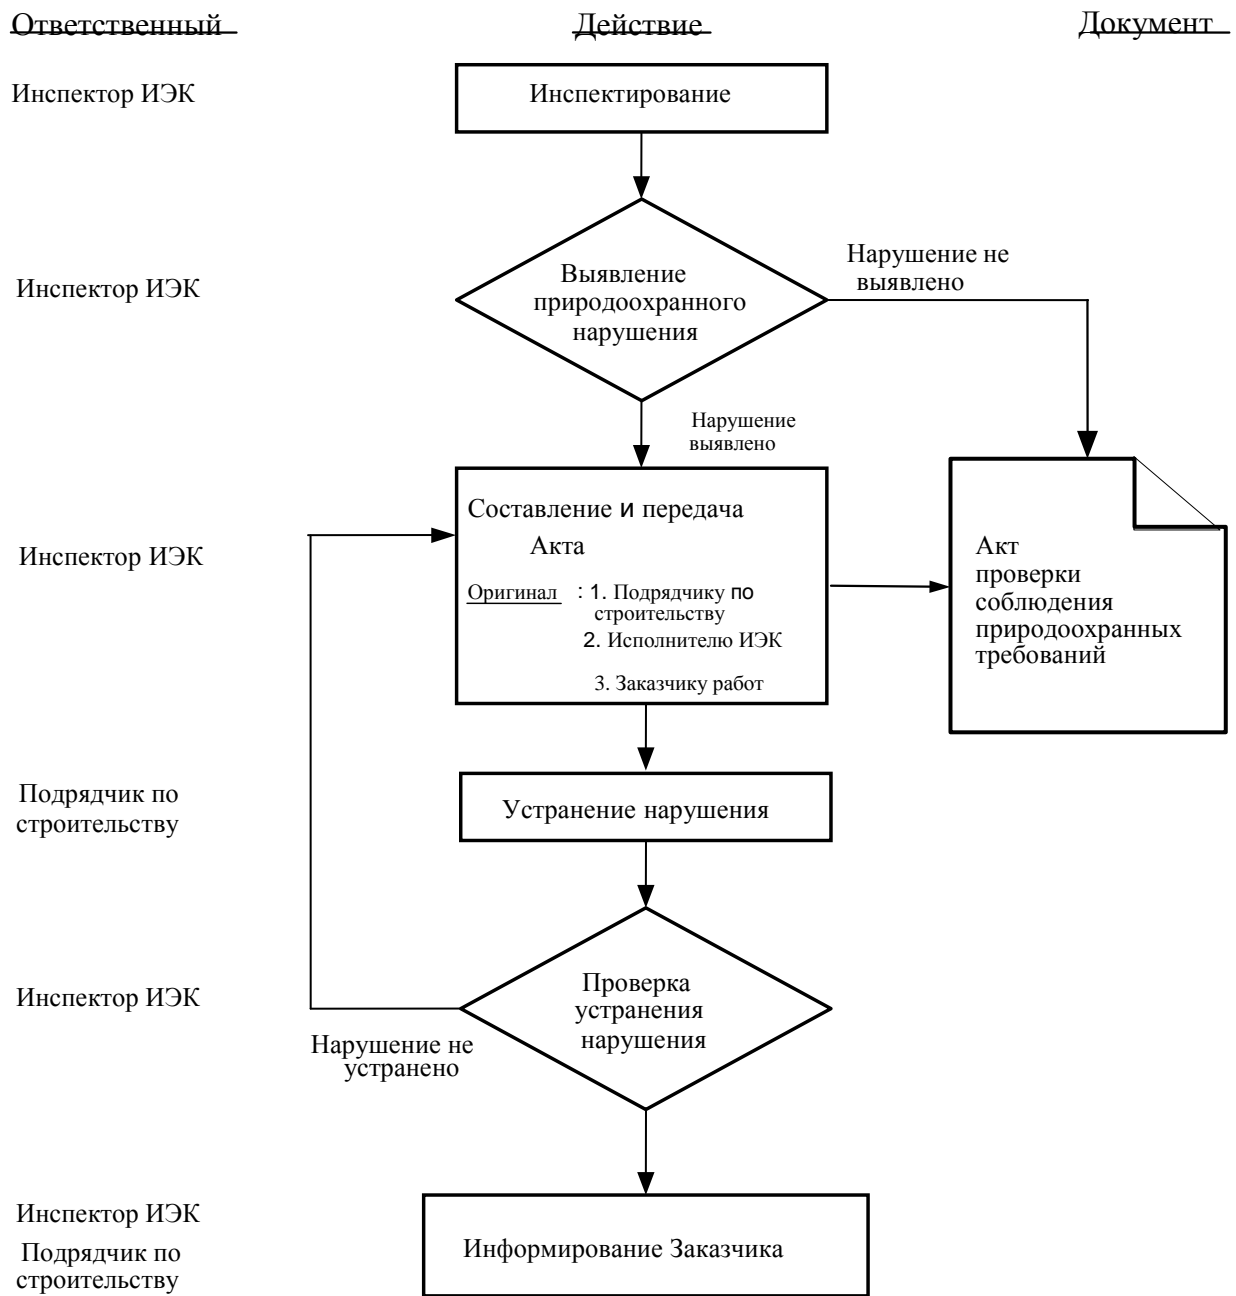 Ответственный
Действие
Документ
Инспектор ИЭК
Инспектирование
Инспектор ИЭК
Выявление
природоохранного
нарушения
Нарушение не
выявлено
Нарушение
выявлено
Инспектор ИЭК
Составление и передача
Акта
Оригинал : 1. Подрядчику по
строительству
2. Исполнителю ИЭК
3. Заказчику работ
Акт
проверки
соблюдения
природоохранных
требований
Подрядчик по
строительству
Устранение нарушения
Инспектор ИЭК
Проверка
устранения
нарушения
Нарушение не
устранено
Инспектор ИЭК
Подрядчик по
строительству
Информирование Заказчика